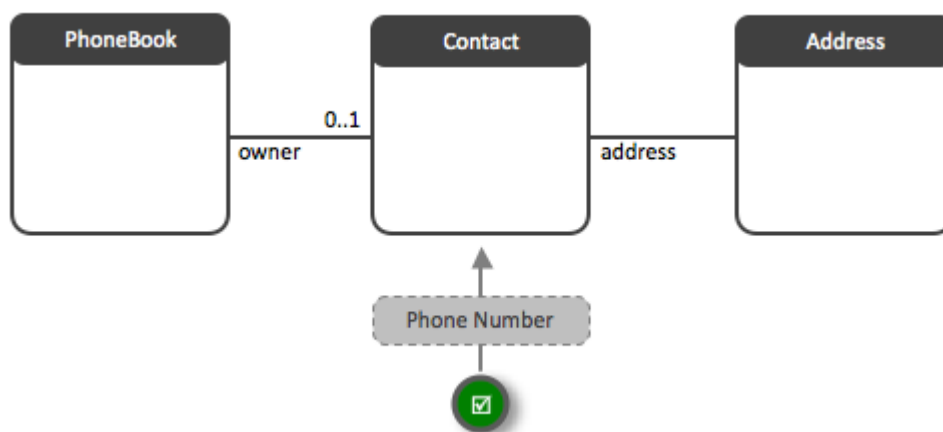 PhoneBook
Contact
Address
0..1
owner
address
Phone Number